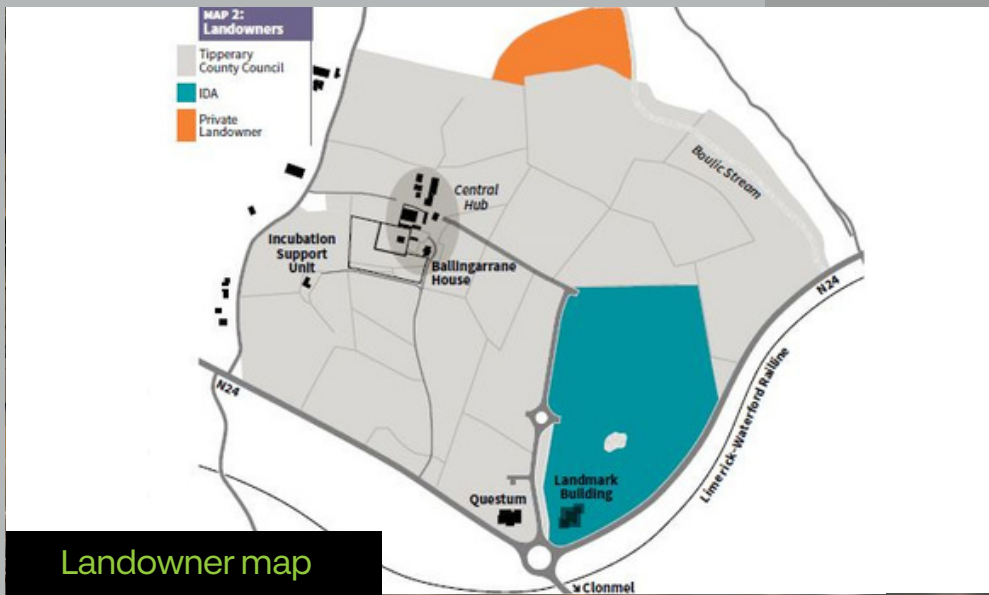 MAP 2:
Landowners
Tipperary
County Council
IDA
Private
Landowner
Boulic Stream
Central
Hub
Incubation
Support
Unit
Ballingarrane
House
N24
N24
Limerick-Waterford Railline
Landmark
Building
Questum
Clonmel
Landowner map